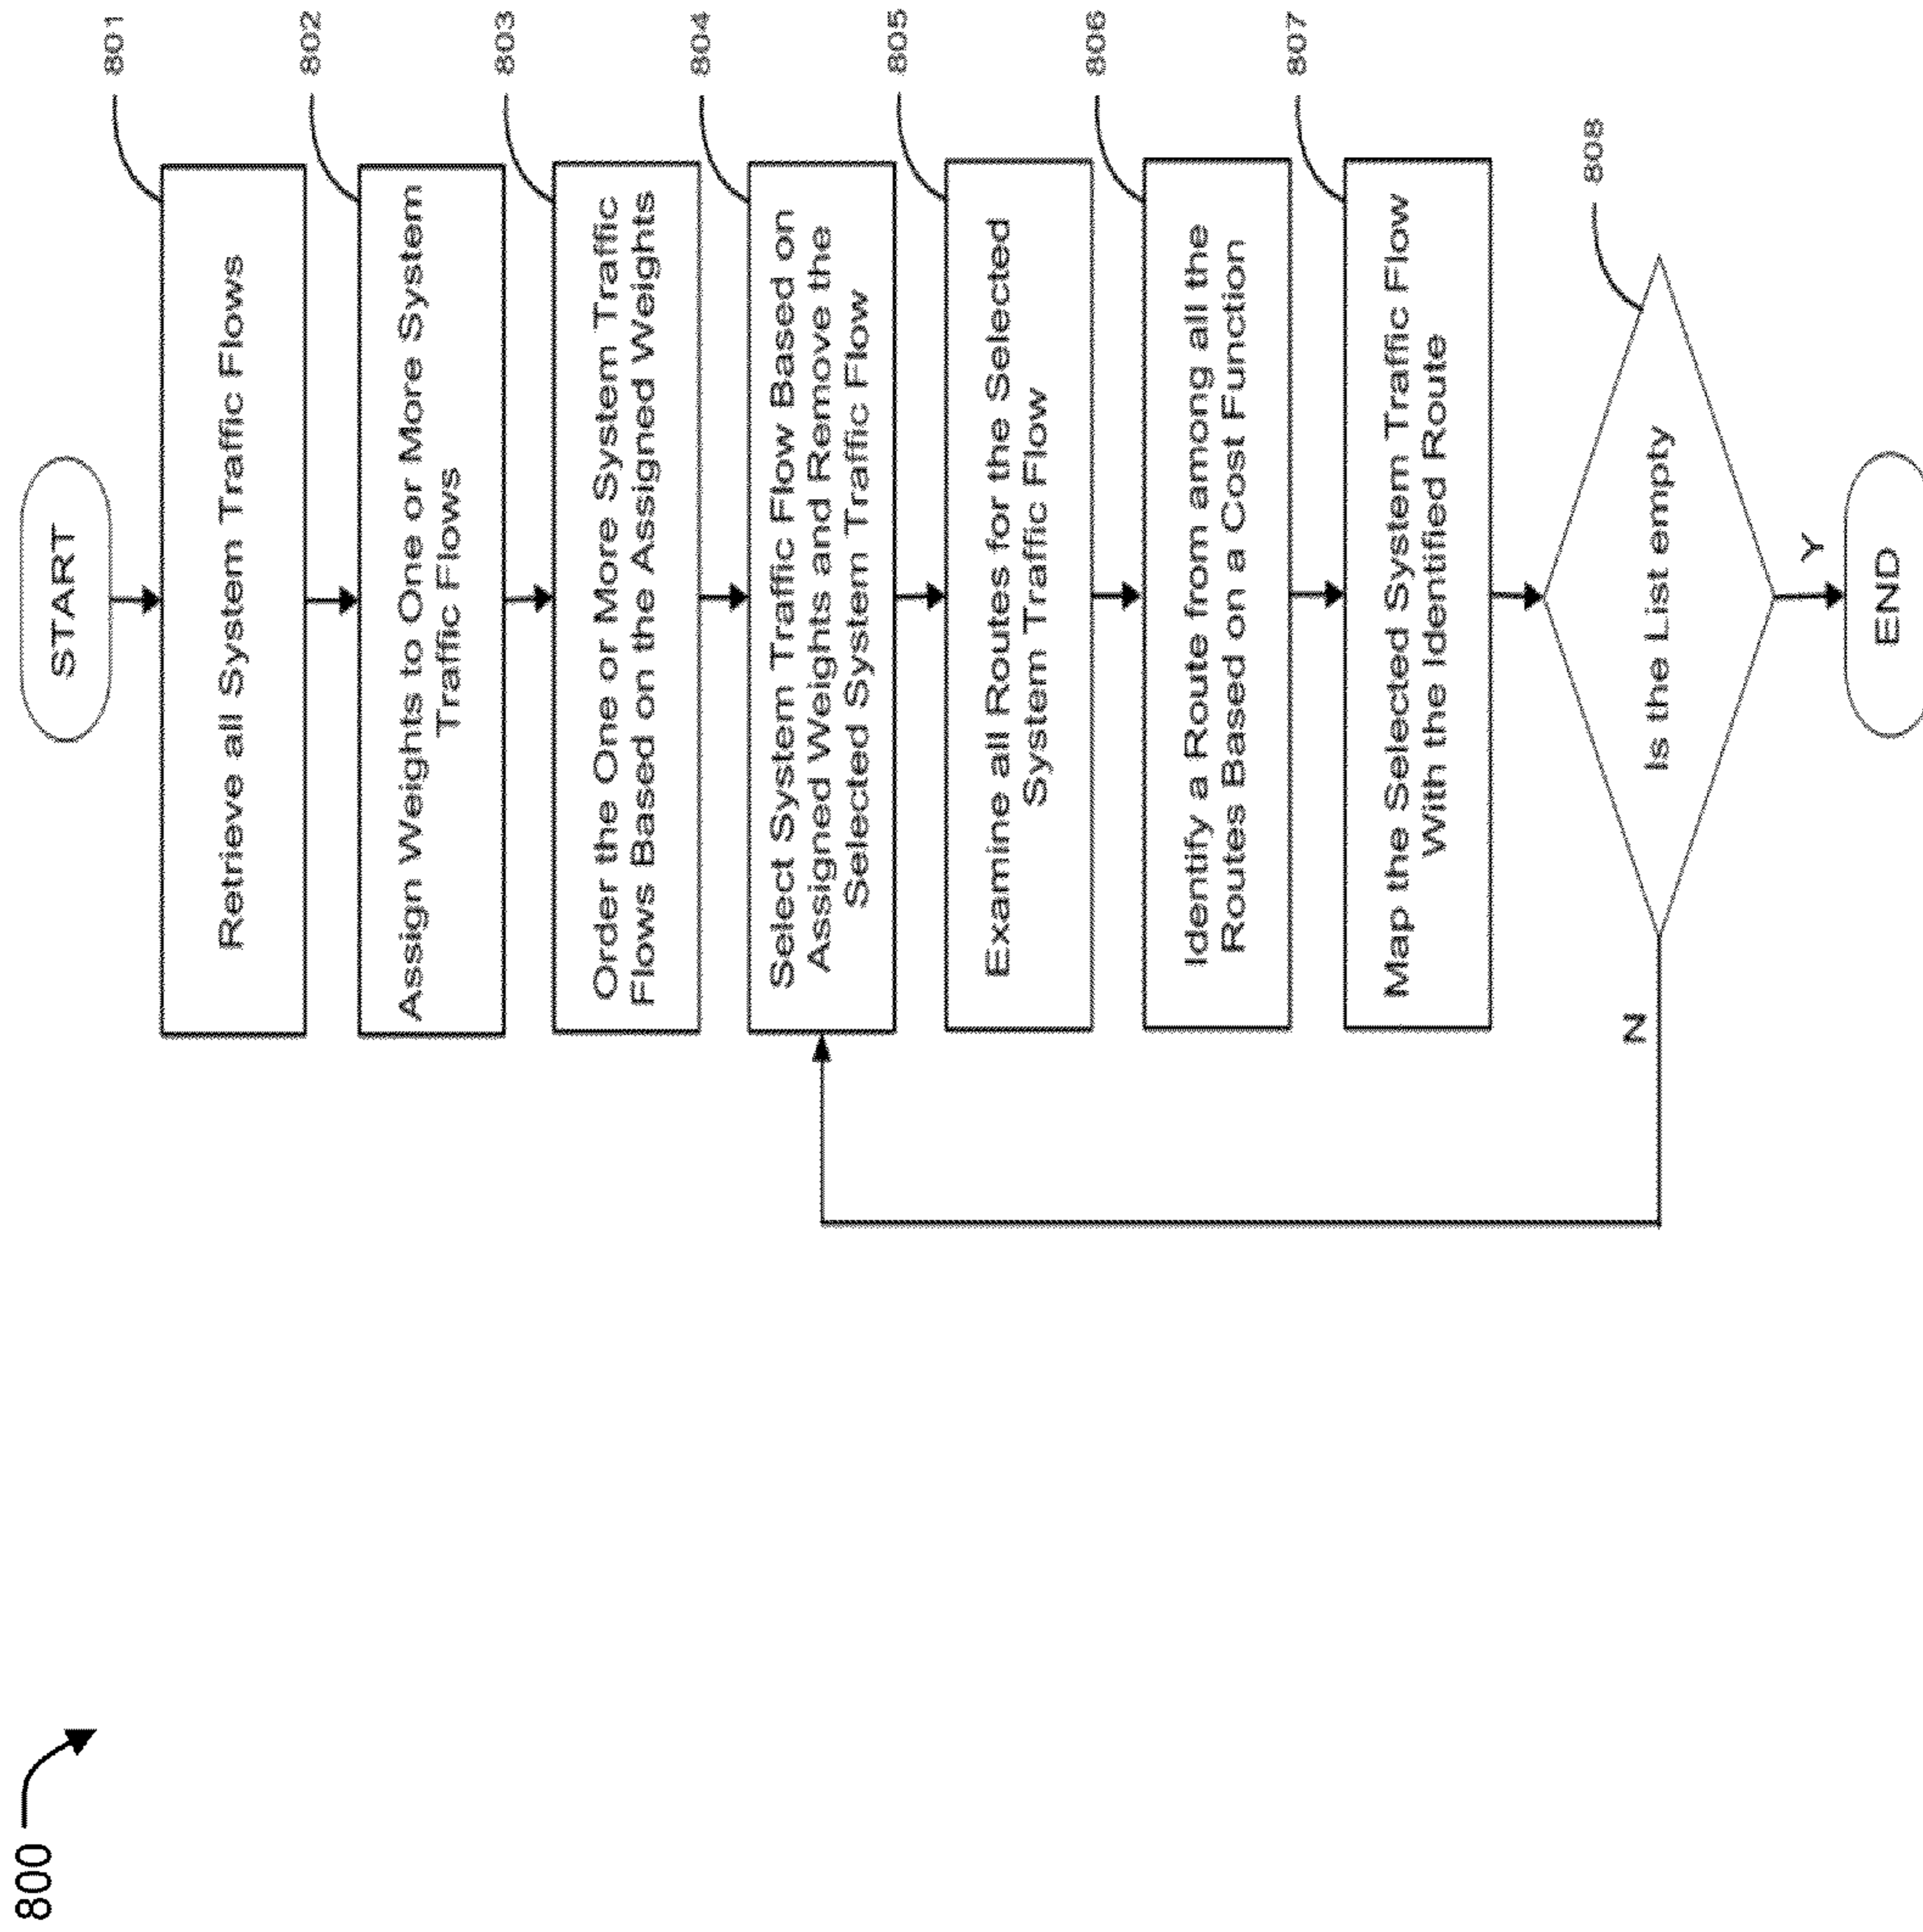 800
START
801
Retrieve all System Traffic Flows
802
Assign Weights to One or More System
Traffic Flows
803
Order the One or More System Traffic
Flows Based on the Assigned Weights
804
Select System Traffic Flow Based on
Assigned Weights and Remove the
Selected System Traffic Flow
805
Examine all Routes for the Selected
System Traffic Flow
806
Identify a Route from among all the
Routes Based on a Cost Function
807
Map the Selected System Traffic Flow
With the Identified Route
808
Is the List empty
N
Y
END